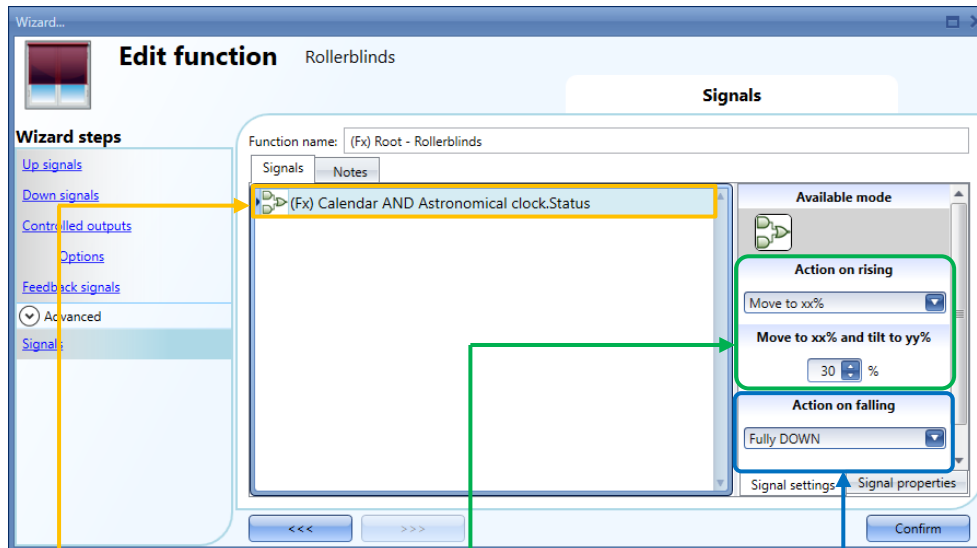 Wizard...
Edit function Rollerblinds
Signals
Wizard steps
Up signals
Down signals
Controlled outputs
Options
Feedback signals
Advanced
Signals
Function name: (Fx) Root - Rollerblinds
Signals Notes
(Fx) Calendar AND Astronomical clock.Status
Available mode
Action on rising
Move to xx%
Move to xx% and tilt to yy%
30 %
Action on falling
Fully DOWN
Signal settings Signal properties
<<< >>> Confirm